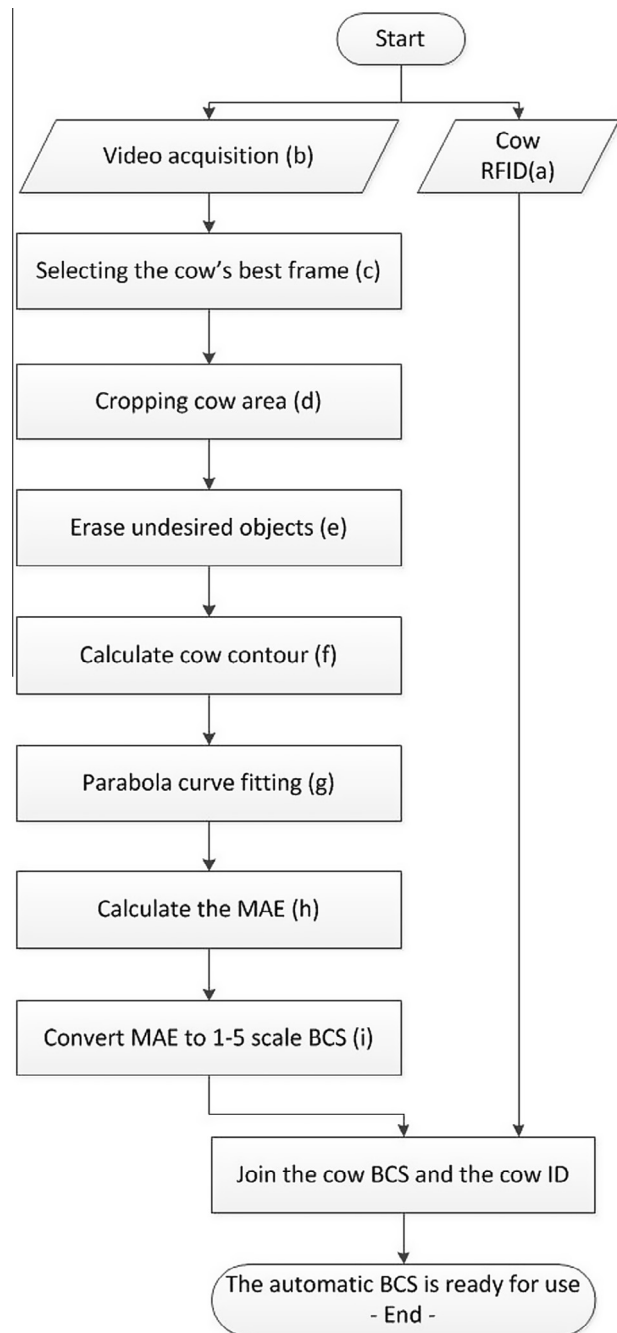 Start
Video acquisition (b)
Cow
RFID(a)
Selecting the cow’s best frame (c)
Cropping cow area (d)
Erase undesired objects (e)
Calculate cow contour (f)
Parabola curve fitting (g)
Calculate the MAE (h)
Convert MAE to 1-5 scale BCS (i)
Join the cow BCS and the cow ID
The automatic BCS is ready for use
- End -